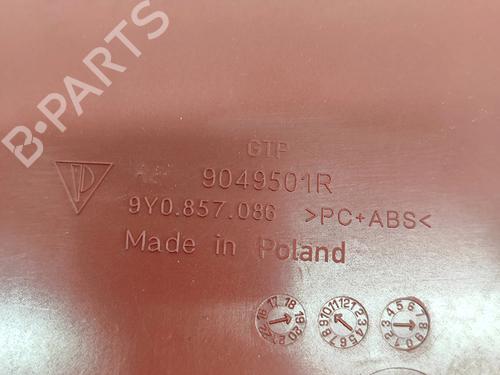 B-PARTS
GTP
9049501R
9Y0.857.086 >PC+ABS<
Made in Poland